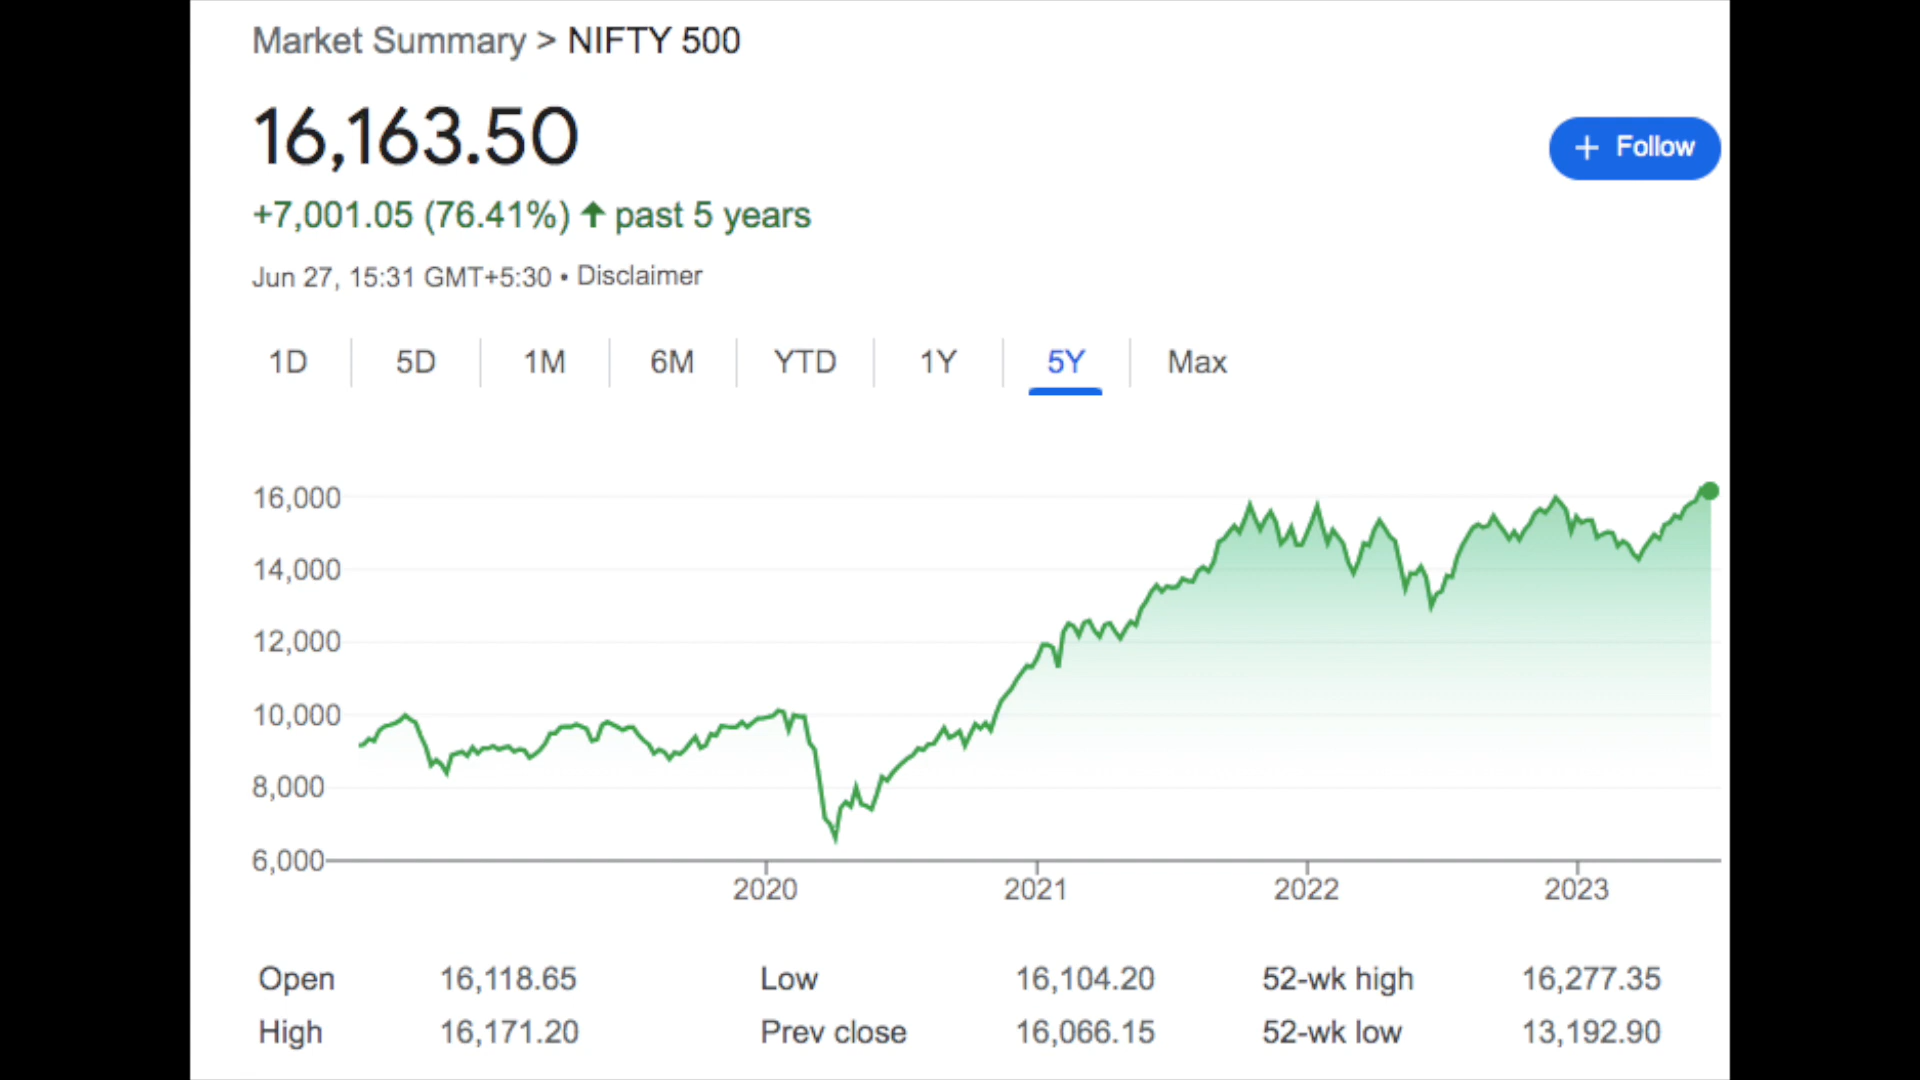 Market Summary > NIFTY 500
16,163.50
+ Follow
+7,001.05 (76.41%) ↑ past 5 years
Jun 27, 15:31 GMT+5:30 • Disclaimer
1D 5D 1M 6M YTD 1Y 5Y Max
16,000
14,000
12,000
10,000
8,000
6,000
2020 2021 2022 2023
Open 16,118.65 Low 16,104.20 52-wk high 16,277.35
High 16,171.20 Prev close 16,066.15 52-wk low 13,192.90